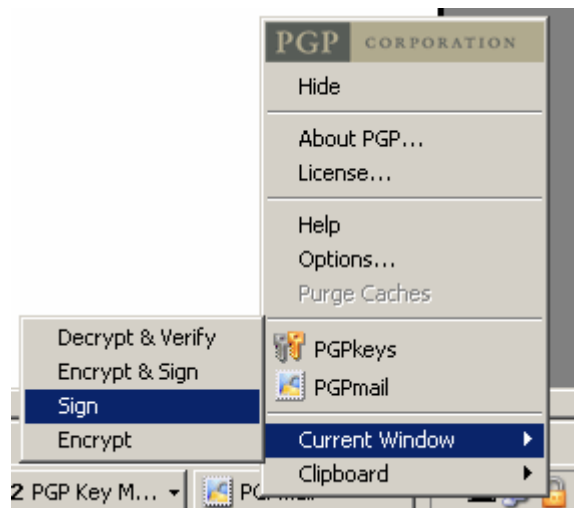 PGP CORPORATION
Hide
About PGP...
License...
Help
Options...
Purge Caches
PGPkeys
PGPmail
Current Window
Clipboard
Decrypt & Verify
Encrypt & Sign
Sign
Encrypt
2 PGP Key M...